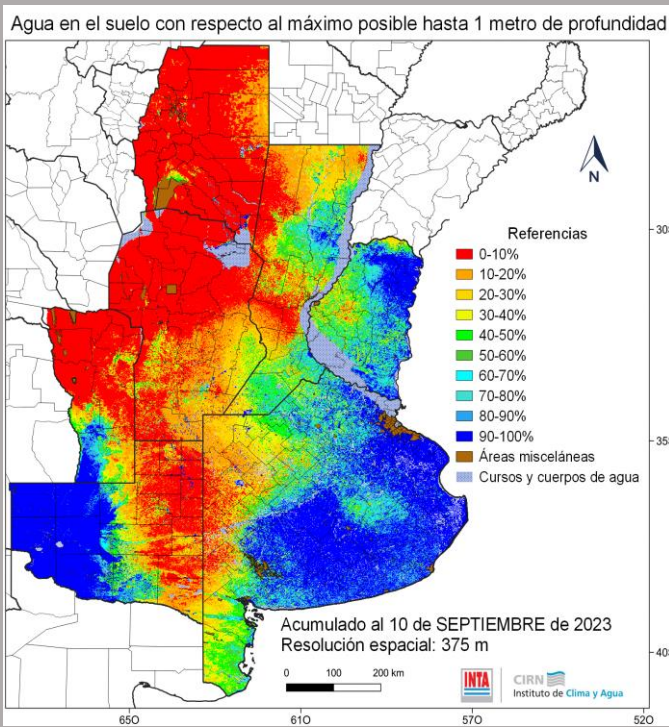 Agua en el suelo con respecto al máximo posible hasta 1 metro de profundidad
N
30S
Referencias
0-10%
10-20%
20-30%
30-40%
40-50%
50-60%
60-70%
70-80%
80-90%
90-100%
Áreas misceláneas
Cursos y cuerpos de agua
35S
Acumulado al 10 de SEPTIEMBRE de 2023
Resolución espacial: 375 m
0 100 200 km
INTA
CIRN
Instituto de Clima y Agua
40S
65O
61O
57O
52O